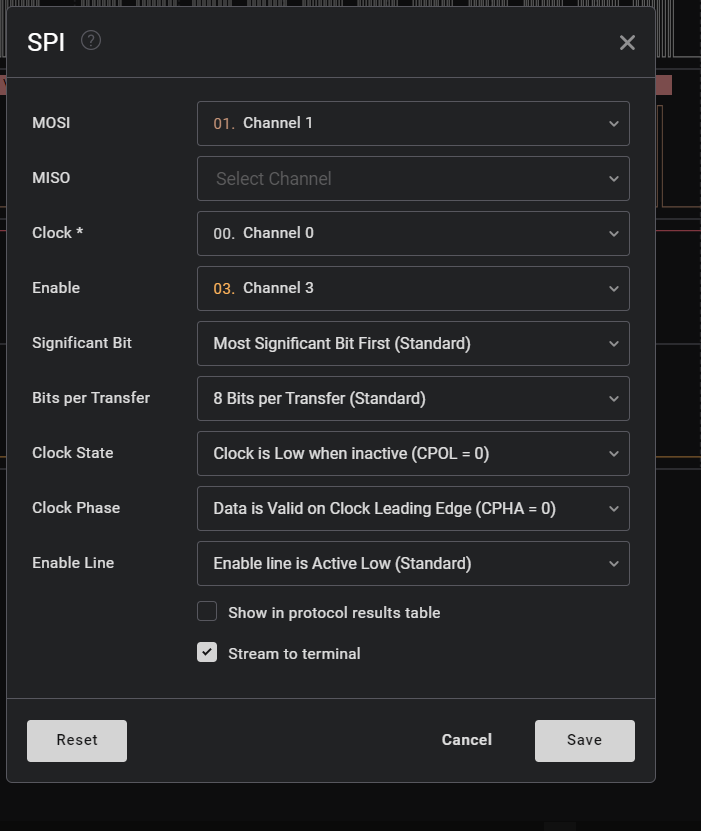 SPI ?
MOSI 01. Channel 1
MISO Select Channel
Clock * 00. Channel 0
Enable 03. Channel 3
Significant Bit Most Significant Bit First (Standard)
Bits per Transfer 8 Bits per Transfer (Standard)
Clock State Clock is Low when inactive (CPOL = 0)
Clock Phase Data is Valid on Clock Leading Edge (CPHA = 0)
Enable Line Enable line is Active Low (Standard)
Show in protocol results table
Stream to terminal
Reset Cancel Save